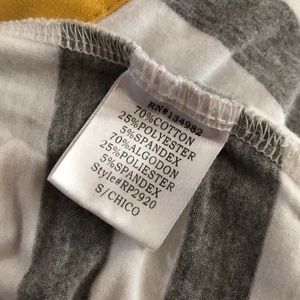 RN#134982
70%COTTON
25%POLYESTER
5%SPANDEX
70%ALGODON
25%POLIESTER
5%SPANDEX
Style#RP2920
S/CHICO